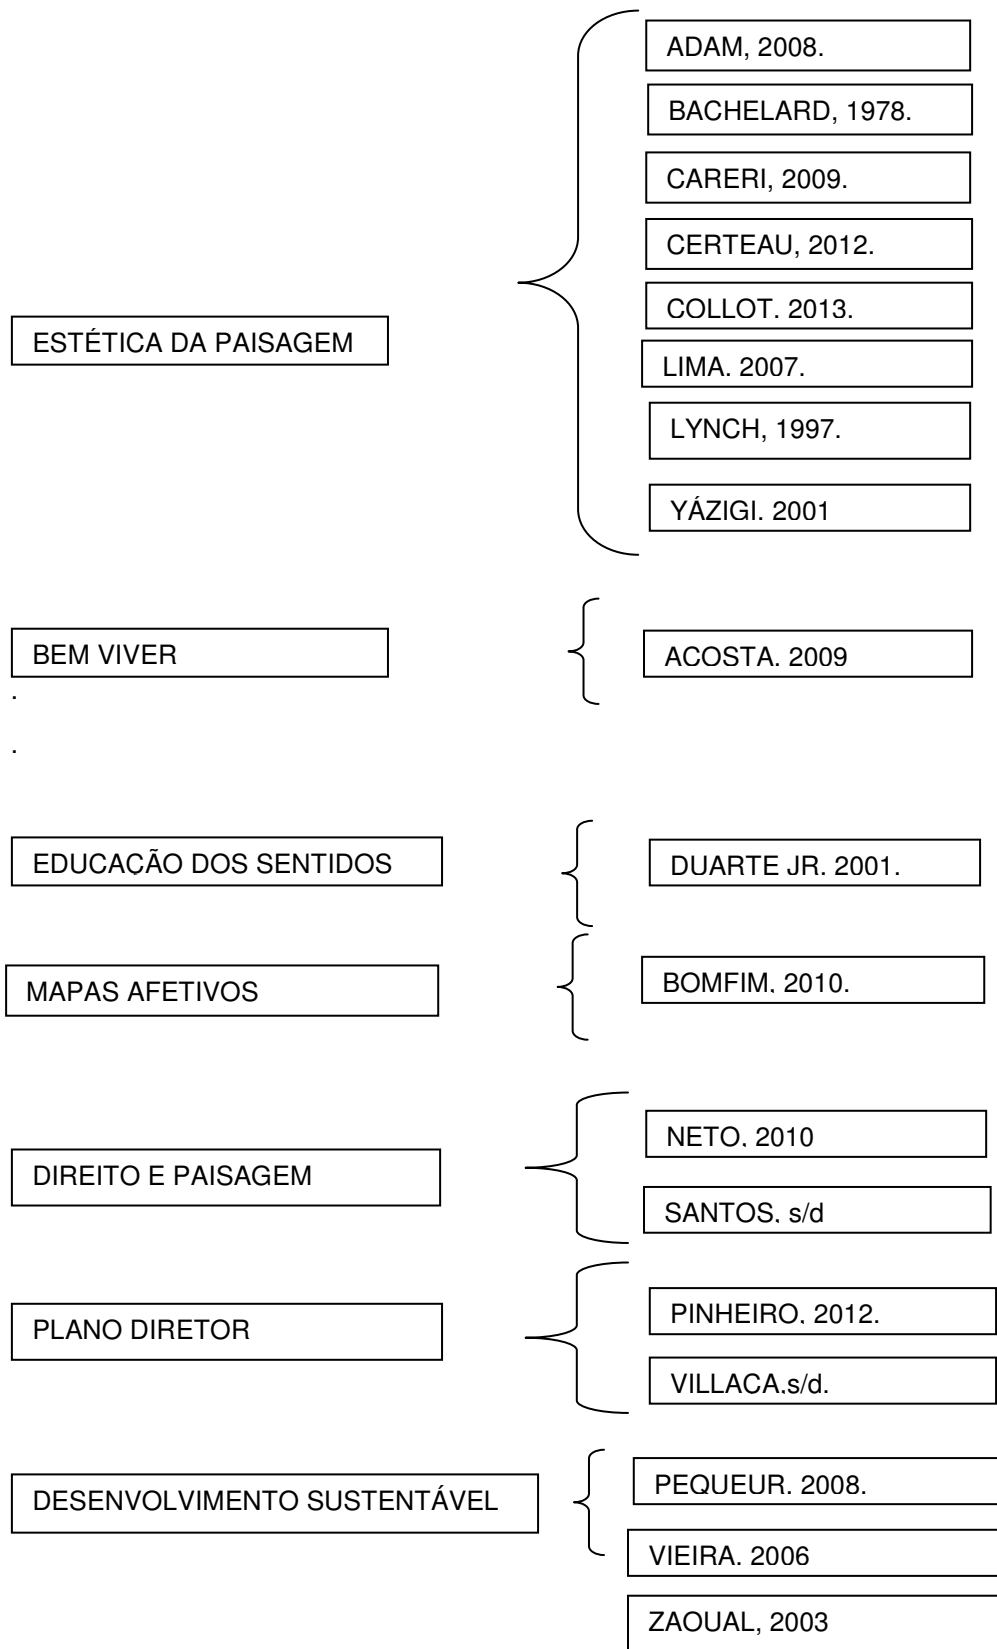 ESTÉTICA DA PAISAGEM
ADAM, 2008.
BACHELARD, 1978.
CARERI, 2009.
CERTEAU, 2012.
COLLOT. 2013.
LIMA. 2007.
LYNCH, 1997.
YÁZIGI. 2001
BEM VIVER
ACOSTA. 2009
.
.
EDUCAÇÃO DOS SENTIDOS
DUARTE JR. 2001.
MAPAS AFETIVOS
BOMFIM, 2010.
DIREITO E PAISAGEM
NETO, 2010
SANTOS, s/d
PLANO DIRETOR
PINHEIRO, 2012.
VILLACA,s/d.
DESENVOLVIMENTO SUSTENTÁVEL
PEQUEUR. 2008.
VIEIRA. 2006
ZAOUAL, 2003